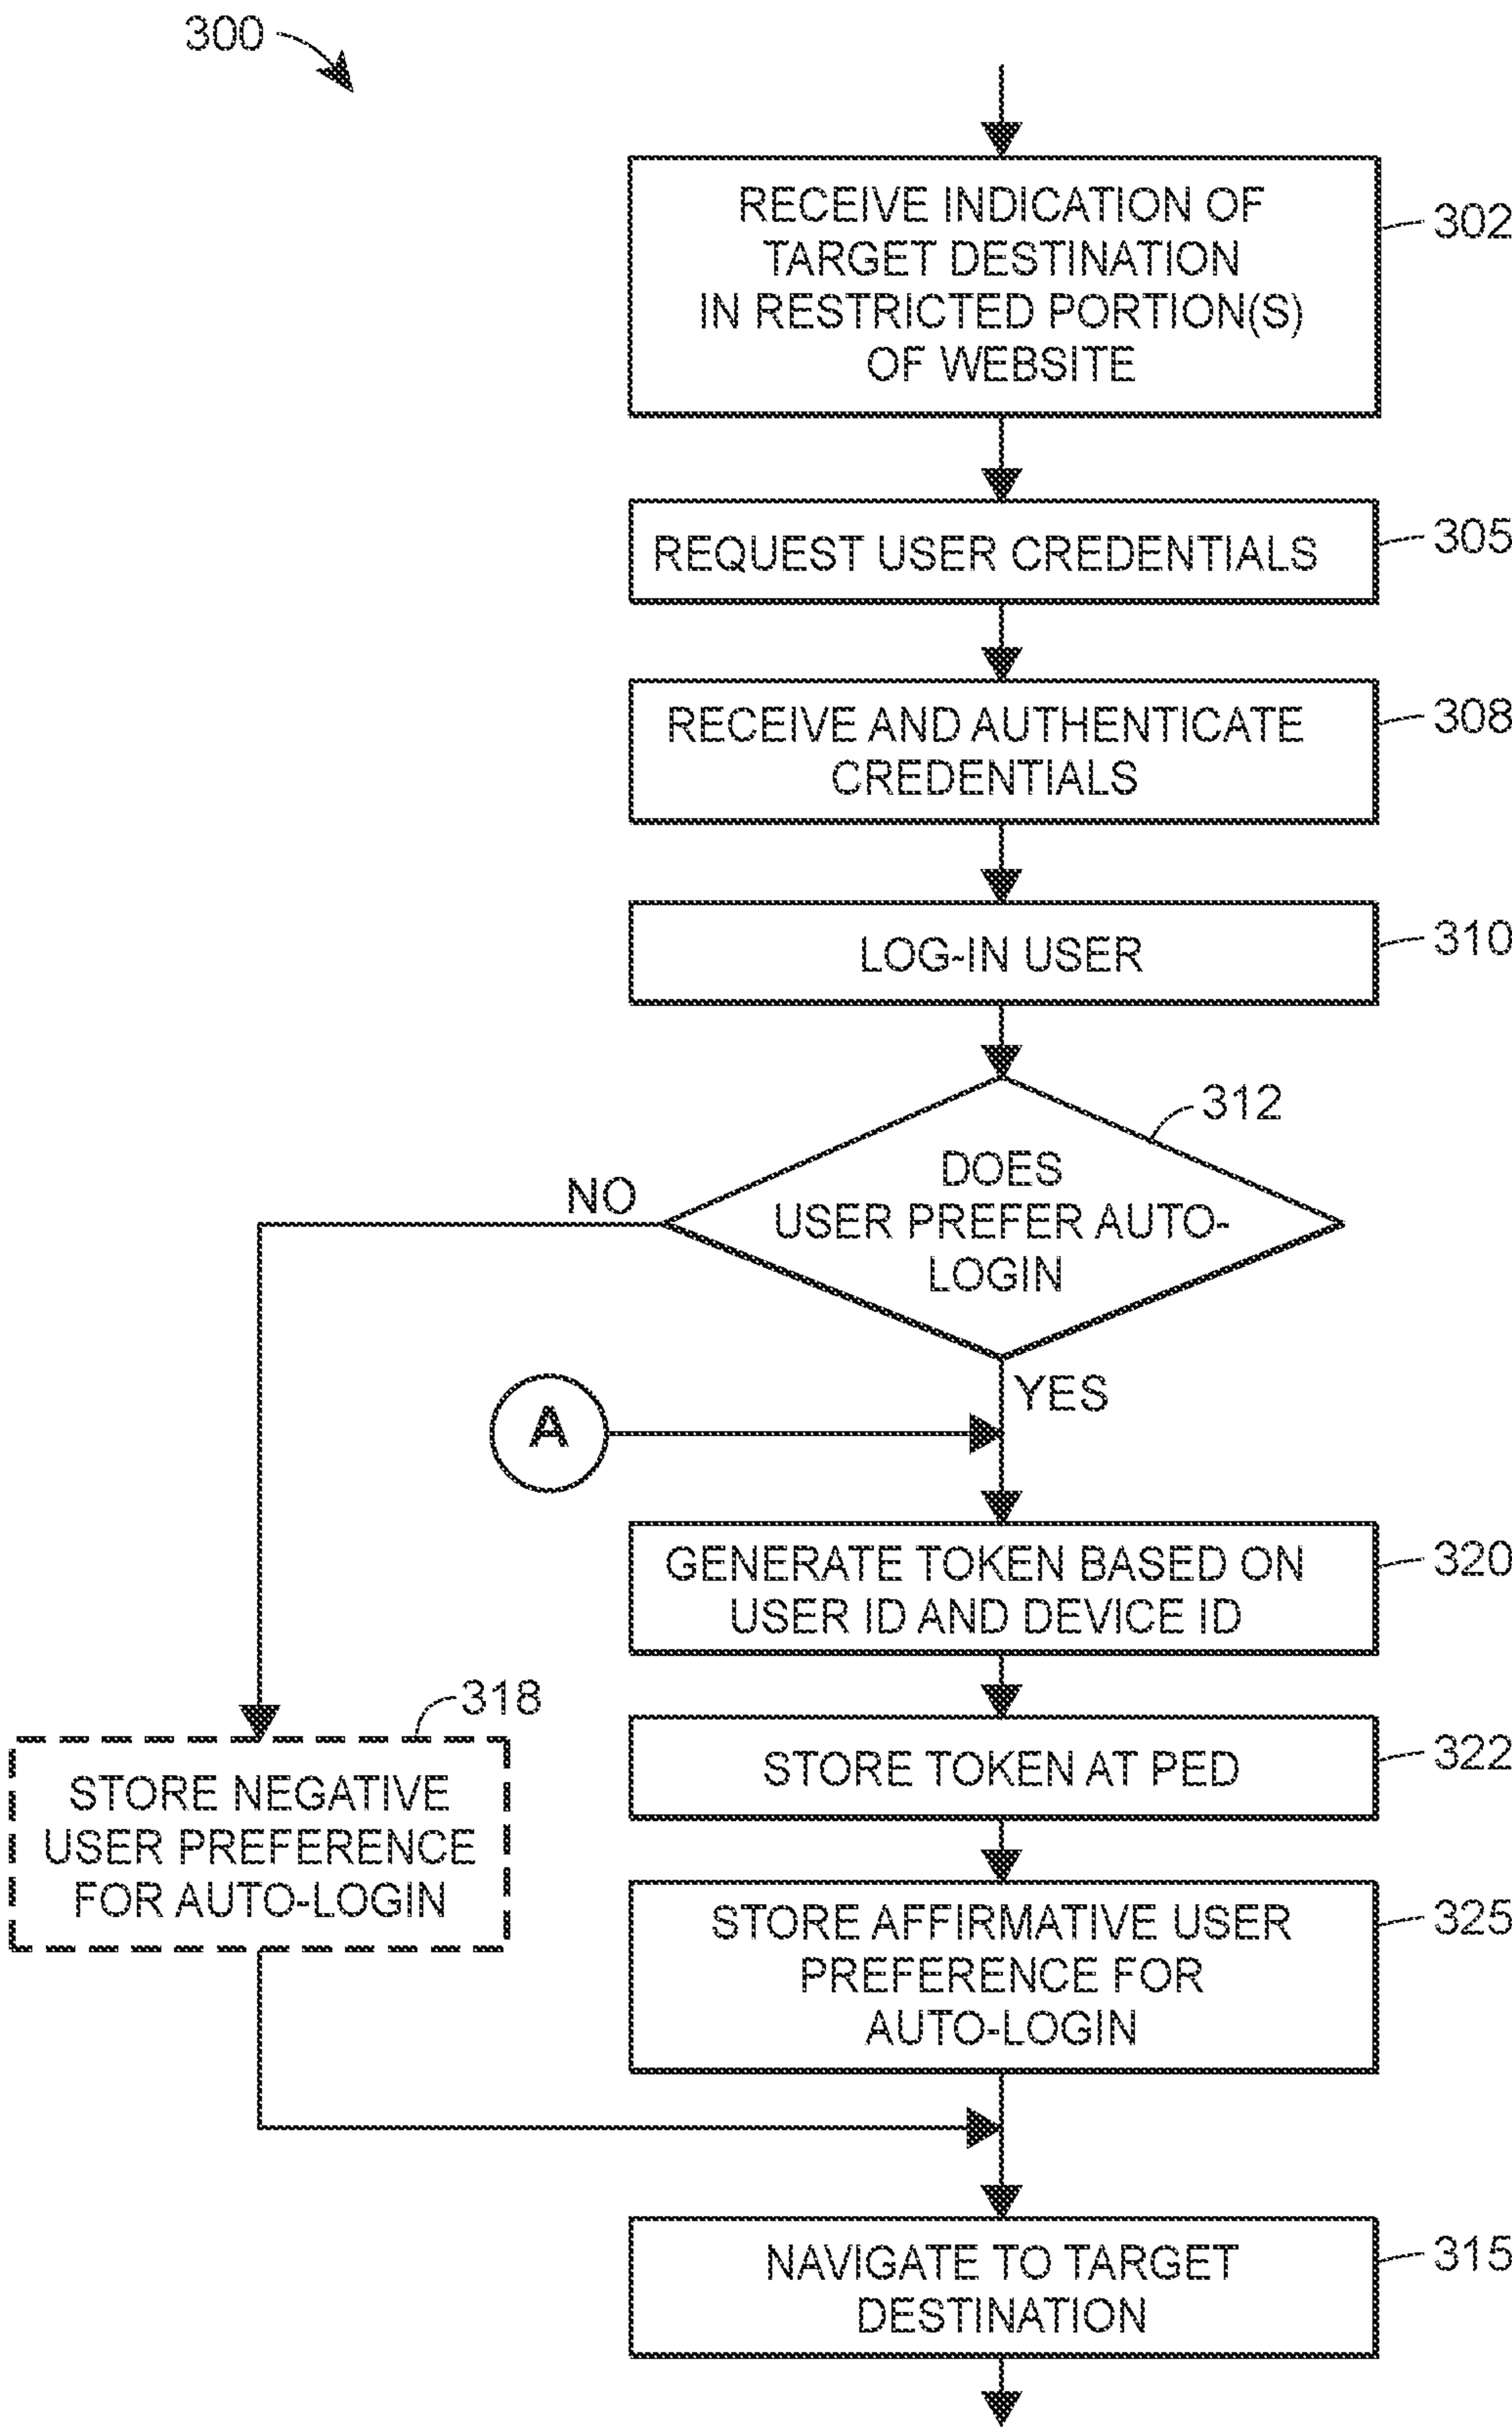 300
RECEIVE INDICATION OF
TARGET DESTINATION
IN RESTRICTED PORTION(S)
OF WEBSITE
302
REQUEST USER CREDENTIALS
305
RECEIVE AND AUTHENTICATE
CREDENTIALS
308
LOG-IN USER
310
312
DOES
USER PREFER AUTO-
LOGIN
NO
YES
A
GENERATE TOKEN BASED ON
USER ID AND DEVICE ID
320
318
STORE NEGATIVE
USER PREFERENCE
FOR AUTO-LOGIN
STORE TOKEN AT PED
322
STORE AFFIRMATIVE USER
PREFERENCE FOR
AUTO-LOGIN
325
NAVIGATE TO TARGET
DESTINATION
315